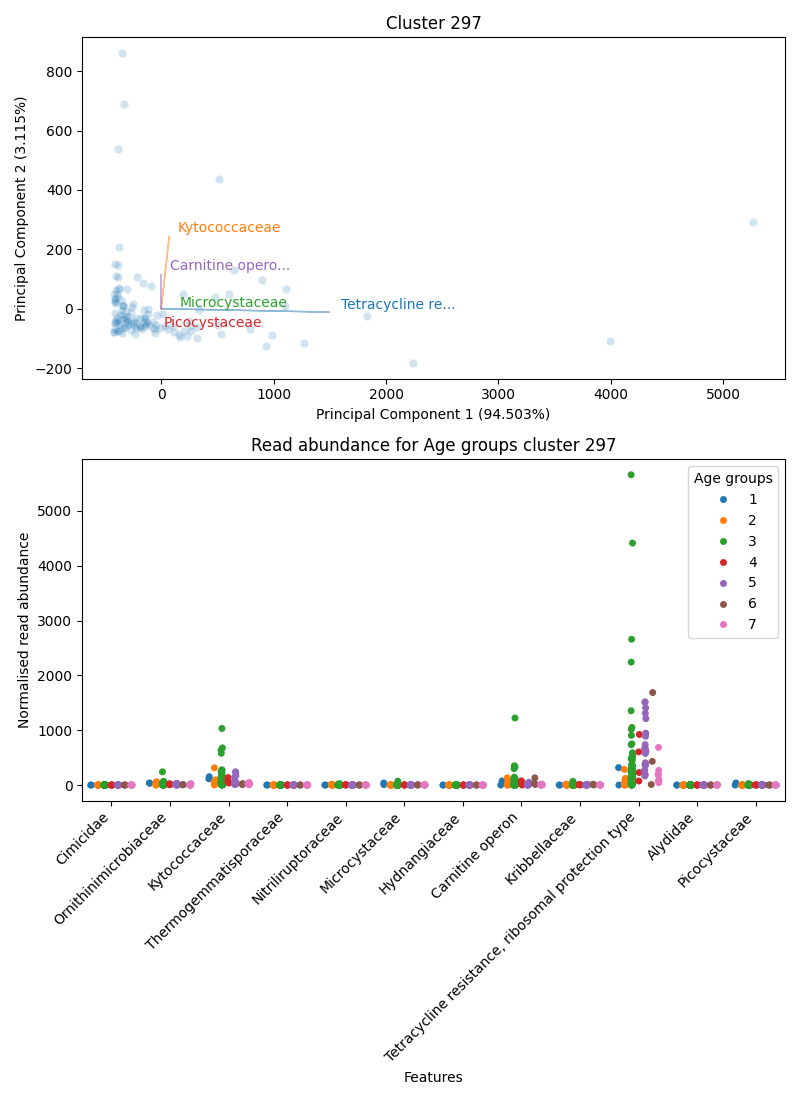 Cluster 297
Principal Component 2 (3.115%)
800
600
400
200
0
−200
Kytococcaceae
Carnitine opero...
Microcystaceae
Tetracycline re...
Picocystaceae
0
1000
2000
3000
4000
5000
Principal Component 1 (94.503%)
Read abundance for Age groups cluster 297
Normalised read abundance
5000
4000
3000
2000
1000
0
Age groups
1
2
3
4
5
6
7
Cimicidae
Ornithinimicrobiaceae
Kytococcaceae
Thermogemmatisporaceae
Nitriliruptoraceae
Microcystaceae
Hydnangiaceae
Carnitine operon
Kribbellaceae
Tetracycline resistance, ribosomal protection type
Alydidae
Picocystaceae
Features